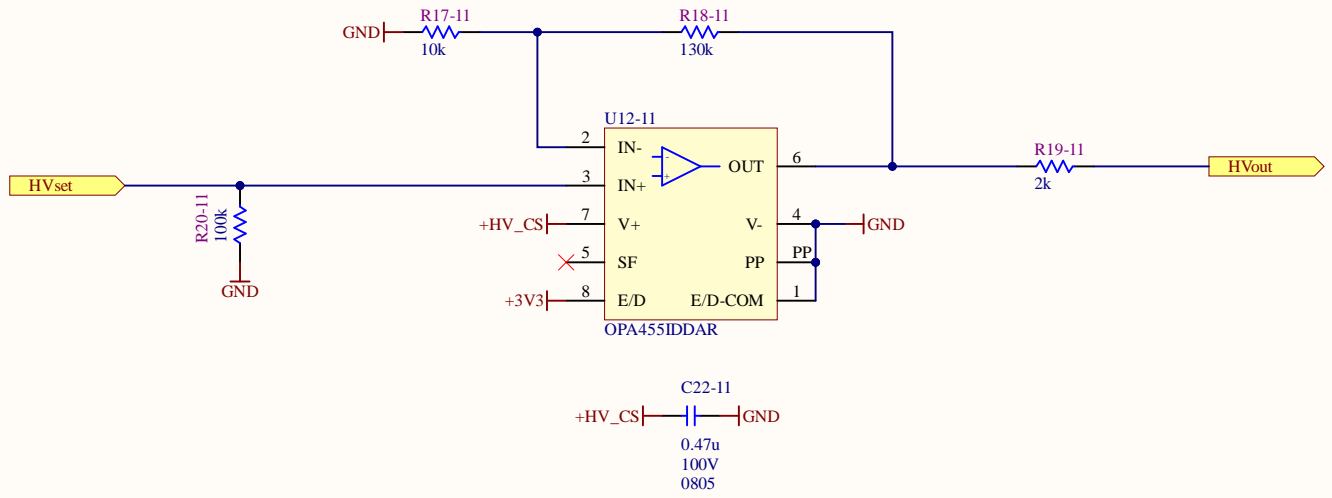 R17-11
R18-11
GND
10k
130k
U12-11
2
IN-
OUT
6
R19-11
HVset
3
IN+
2k
HVout
R20-11
100k
+HV_CS
7
V+
V-
4
GND
5
SF
PP
PP
GND
+3V3
8
E/D
E/D-COM
1
OPA455IDDAR
C22-11
+HV_CS
GND
0.47u
100V
0805